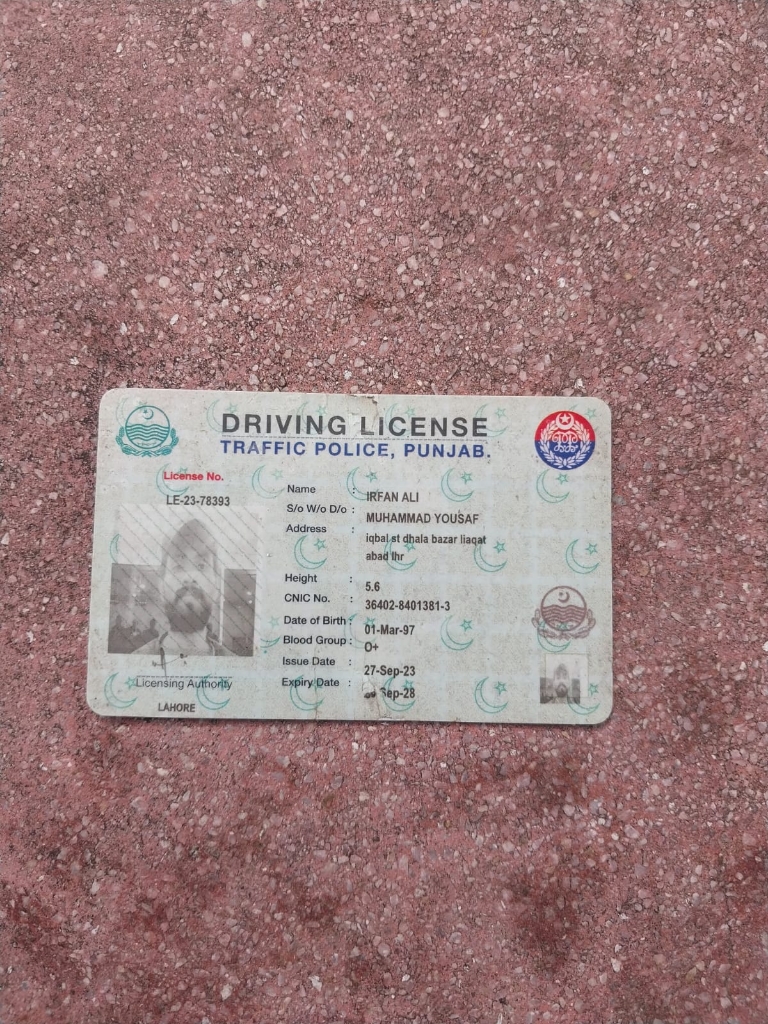 DRIVING LICENSE
TRAFFIC POLICE, PUNJAB.
License No.
LE-23-78393
Name : IRFAN ALI
S/o W/o D/o : MUHAMMAD YOUSAF
Address : iqbal st dhala bazar liaqat
abad lhr
Height : 5.6
CNIC No. : 36402-8401381-3
Date of Birth : 01-Mar-97
Blood Group : O+
Issue Date : 27-Sep-23
Expiry Date : Sep-28
Licensing Authority
LAHORE